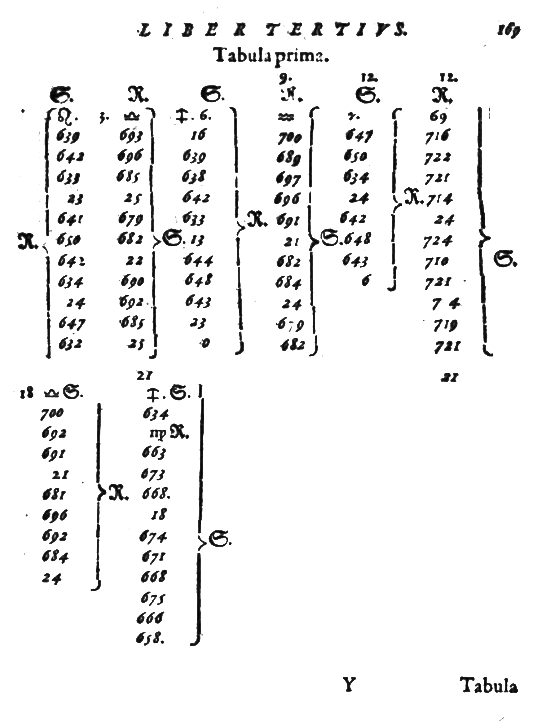 LIBER TERTIVS. 169
Tabula prima.
9. 12. 12.
S. R. S. R. S. R.
♌. 3. ♎ 6. ♒ 69
639 693 16 700 647 716
642 696 639 689 650 722
633 685 638 697 634 721
23 25 642 696 24 R. 714
641 679 633 R. 691 642 24
R. 650 682 S. 13 21 S. 648 724
642 22 644 682 643 710 S.
634 690 648 684 6 721
24 692. 643 24 7 4
647 685 23 679 719
632 25 0 682 721
21 21
18 ♎ S. S.
700 634
692 ♍ R.
691 663
21 673
681 R. 668.
696 18
692 674 S.
684 671
24 668
675
666
658.
Y Tabula